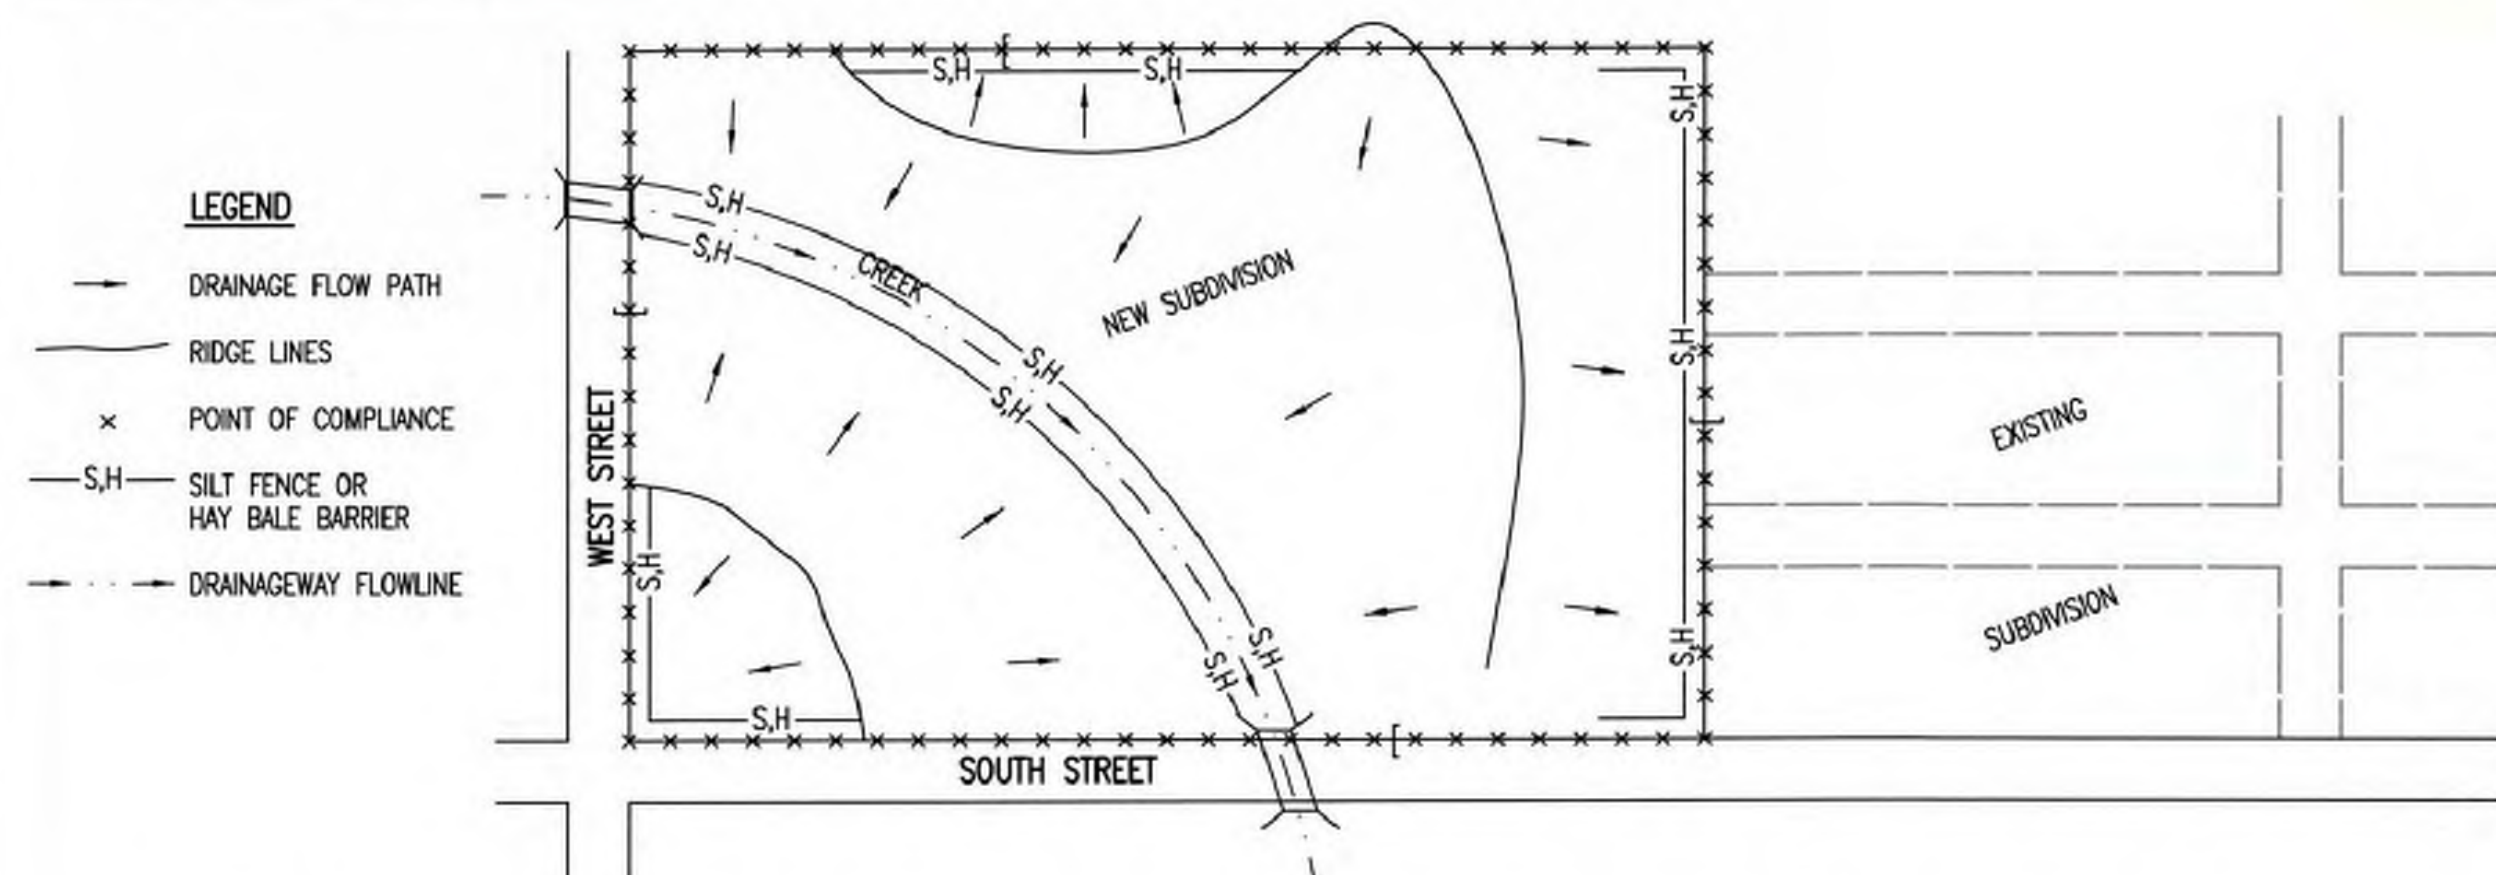 LEGEND
DRAINAGE FLOW PATH
RIDGE LINES
× POINT OF COMPLIANCE
S,H SILT FENCE OR
HAY BALE BARRIER
DRAINAGEWAY FLOWLINE
S,H
S,H
S,H
S,H
S,H
CREEK
NEW SUBDIVISION
S,H
S,H
S,H
EXISTING
WEST STREET
S,H
S,H
S,H
S,H
SUBDIVISION
S,H
SOUTH STREET